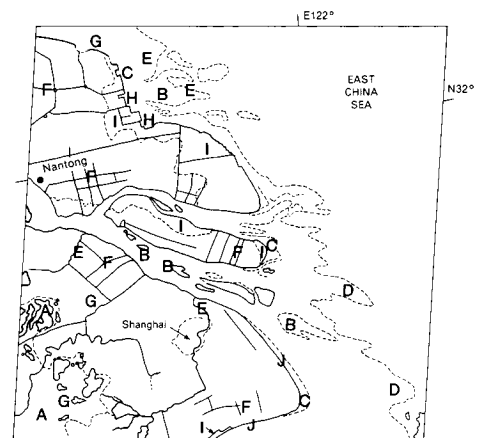 E122°
G
E
C
EAST
CHINA
SEA
F
B
E
N32°
H
I
H
I
Nantong
F
I
F
I
C
E
F
B
B
D
G
E
A
B
Shanghai
J
D
G
F
C
A
I
J